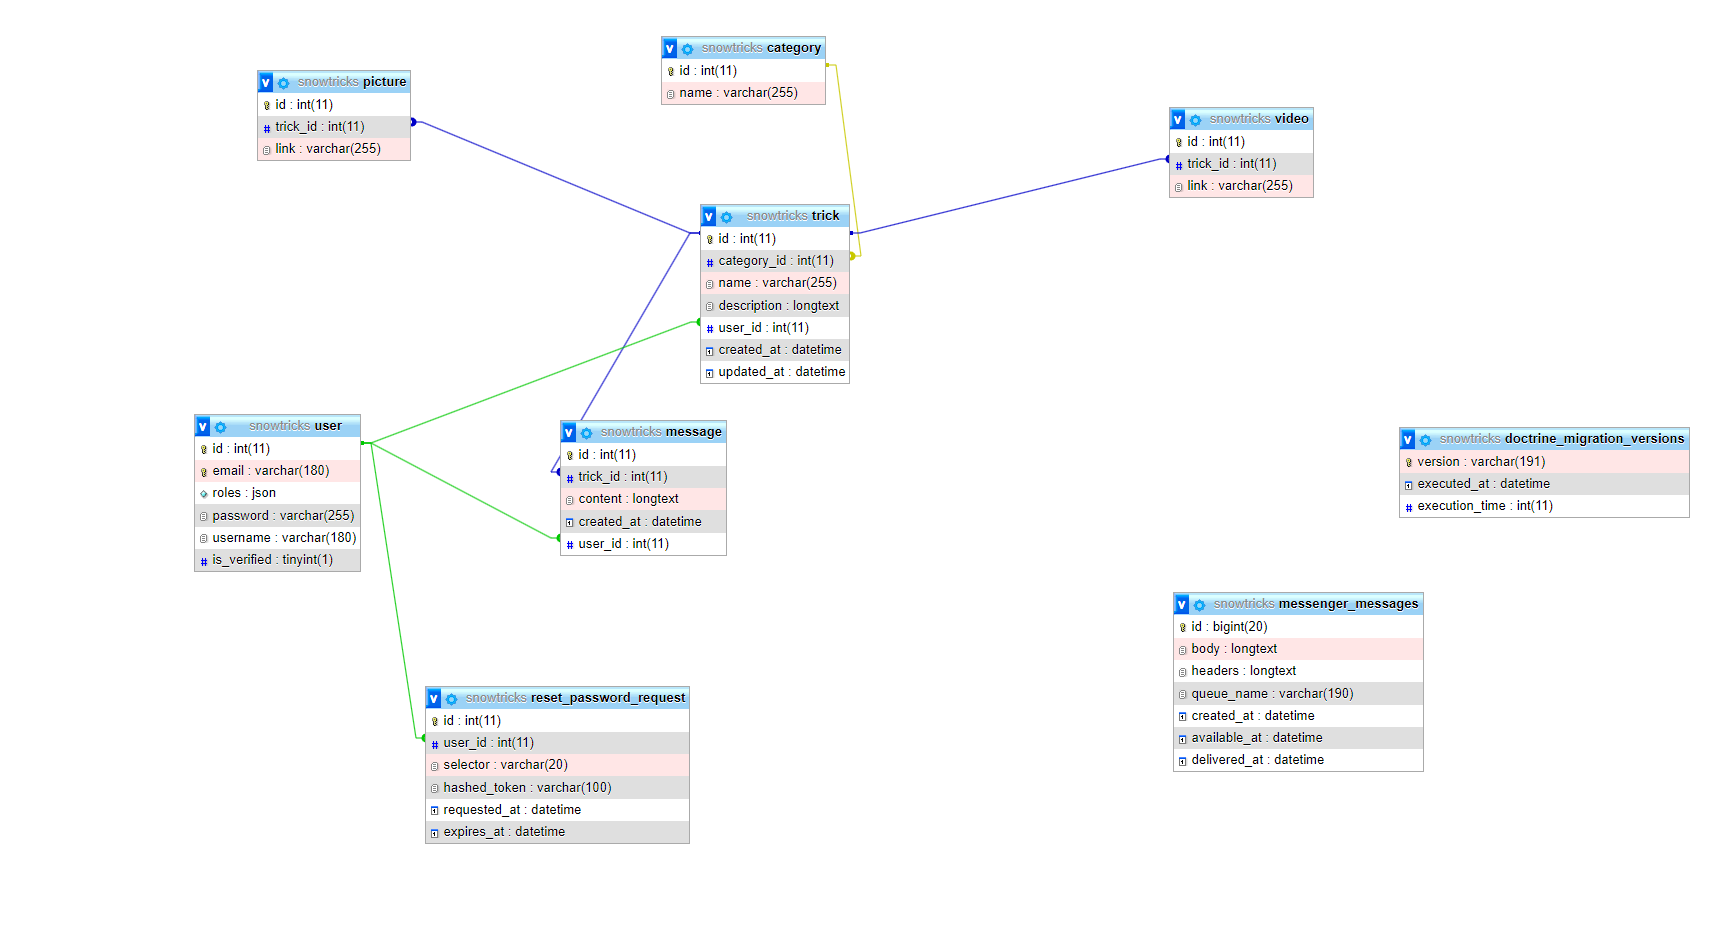 snowtricks category
id : int(11)
name : varchar(255)
snowtricks picture
id : int(11)
trick_id : int(11)
link : varchar(255)
snowtricks video
id : int(11)
trick_id : int(11)
link : varchar(255)
snowtricks trick
id : int(11)
category_id : int(11)
name : varchar(255)
description : longtext
user_id : int(11)
created_at : datetime
updated_at : datetime
snowtricks user
id : int(11)
email : varchar(180)
roles : json
password : varchar(255)
username : varchar(180)
is_verified : tinyint(1)
snowtricks message
id : int(11)
trick_id : int(11)
content : longtext
created_at : datetime
user_id : int(11)
snowtricks doctrine_migration_versions
version : varchar(191)
executed_at : datetime
execution_time : int(11)
snowtricks messenger_messages
id : bigint(20)
body : longtext
headers : longtext
queue_name : varchar(190)
created_at : datetime
available_at : datetime
delivered_at : datetime
snowtricks reset_password_request
id : int(11)
user_id : int(11)
selector : varchar(20)
hashed_token : varchar(100)
requested_at : datetime
expires_at : datetime